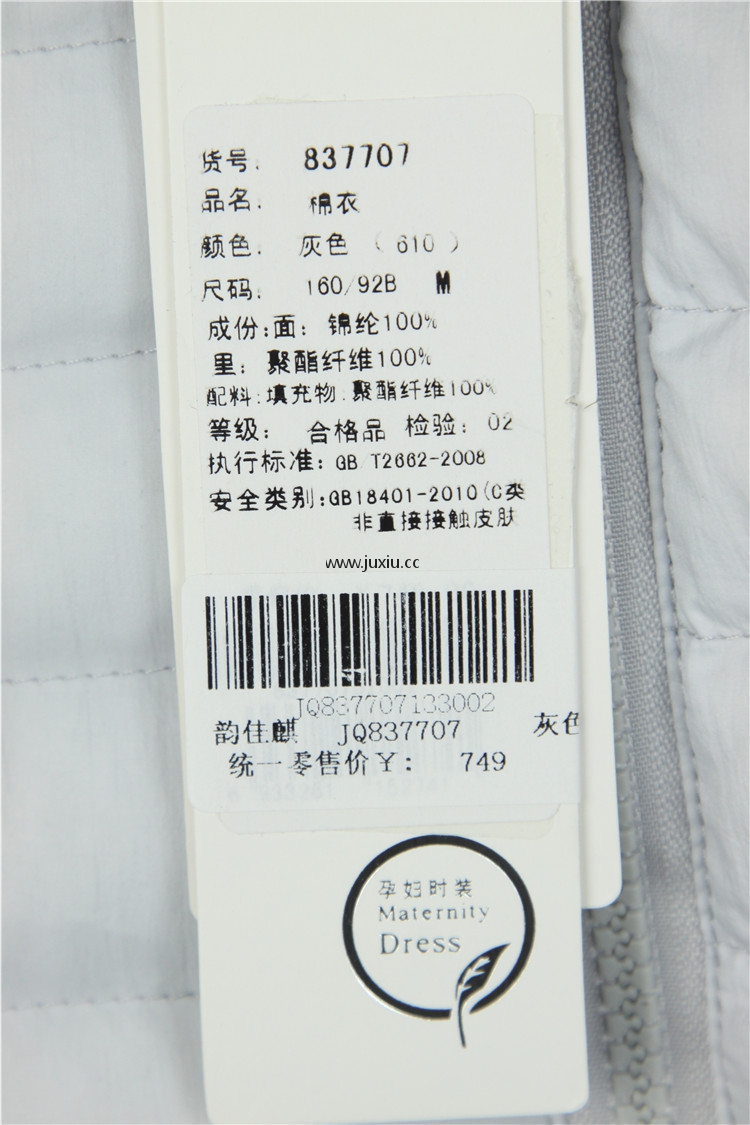 货号: 837707
品名: 棉衣
颜色: 灰色 ( 610 )
尺码: 160/92B M
成份:面: 锦纶100%
里: 聚酯纤维100%
配料:填充物:聚酯纤维100%
等级: 合格品 检验: 02
执行标准: GB T2662-2008
安全类别:GB18401-2010(C类
非直接接触皮肤
www.juxiu.cc
JQ837707133002
韵佳麒 JQ837707 灰色
统一零售价￥: 749
孕妇时装
Maternity
Dress